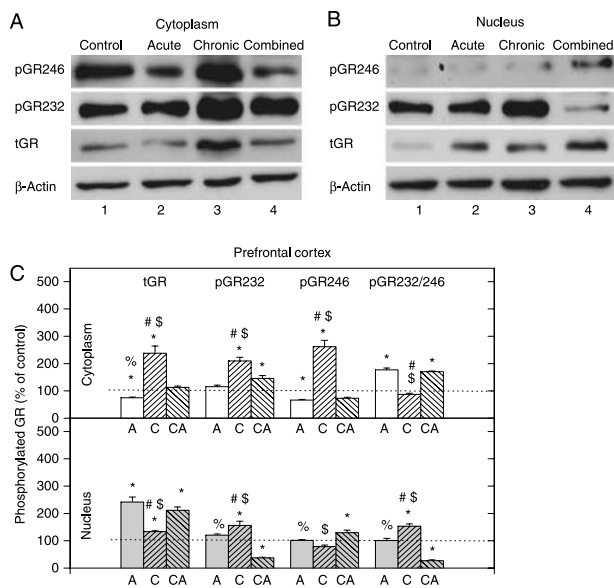 A Cytoplasm
Control Acute Chronic Combined
pGR246
pGR232
tGR
β-Actin
1 2 3 4
B Nucleus
Control Acute Chronic Combined
pGR246
pGR232
tGR
β-Actin
1 2 3 4
Prefrontal cortex
C
Phosphorylated GR (% of control)
Cytoplasm
500
400
300
200
100
0
tGR pGR232 pGR246 pGR232/246
% * # $ * # $ * * * # $ * * # $ *
A C CA A C CA A C CA A C CA
Nucleus
500
400
300
200
100
0
* # $ * * % # $ * * % $ * % # $ * *
A C CA A C CA A C CA A C CA